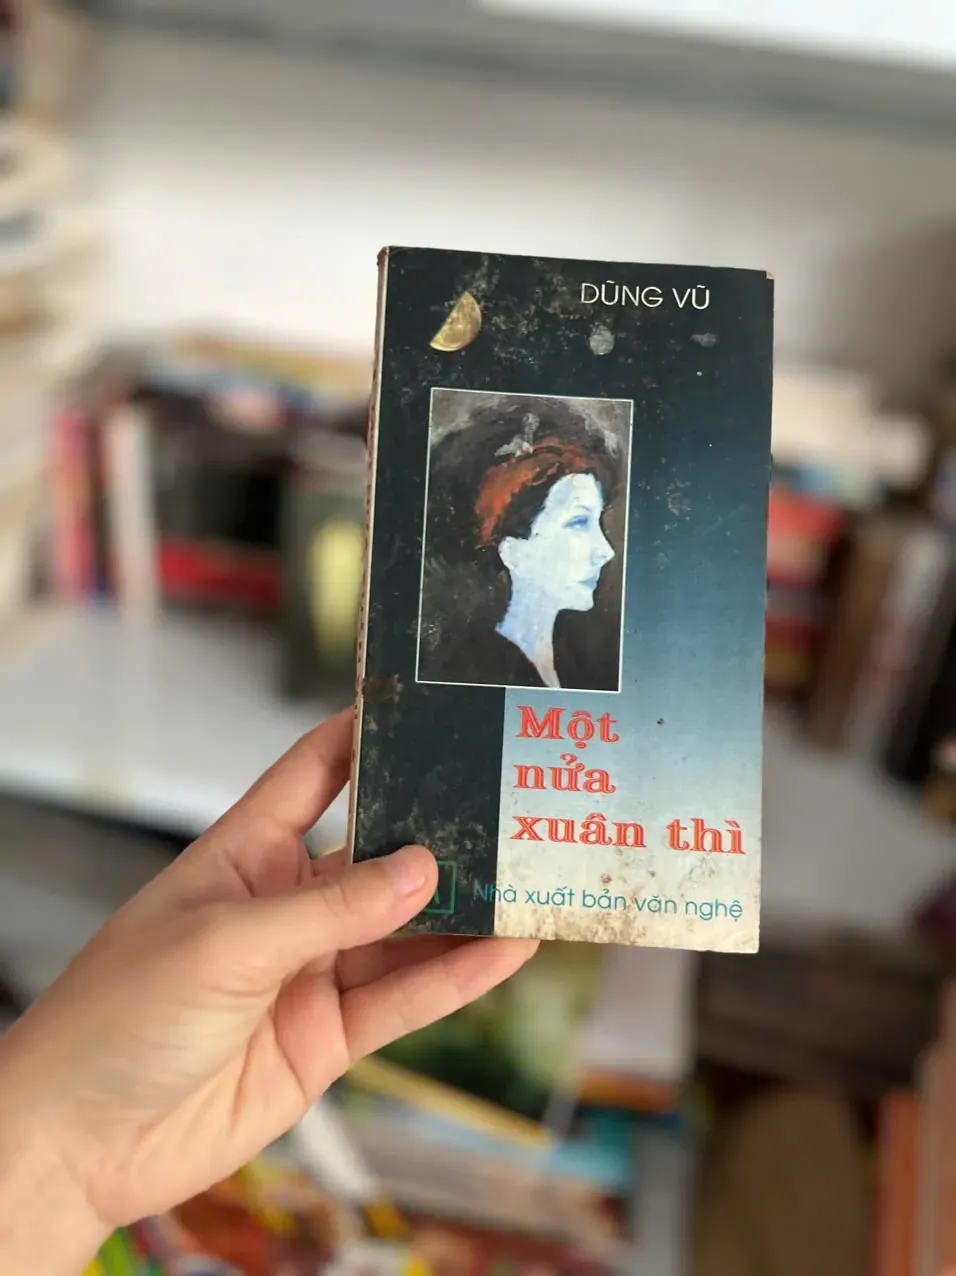 DŨNG VŨ
Một
nửa
xuân thì
Nhà xuất bản văn nghệ